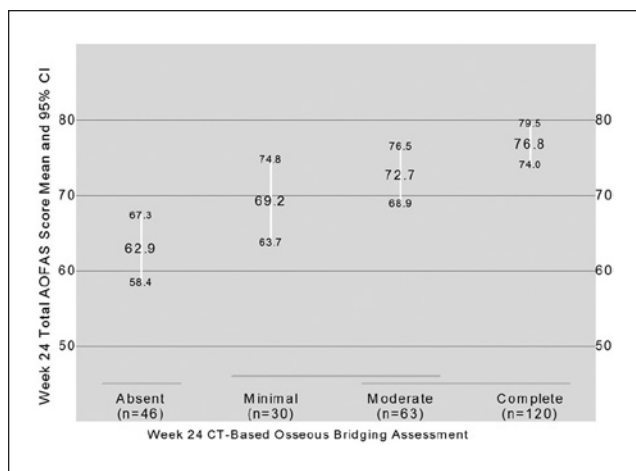 Week 24 Total AOFAS Score Mean and 95% CI
80 79.5 80
76.5 76.8
74.8 74.0
72.7
70 69.2 68.9 70
67.3
62.9 63.7
60 58.4 60
50 50
Absent Minimal Moderate Complete
(n=46) (n=30) (n=63) (n=120)
Week 24 CT-Based Osseous Bridging Assessment